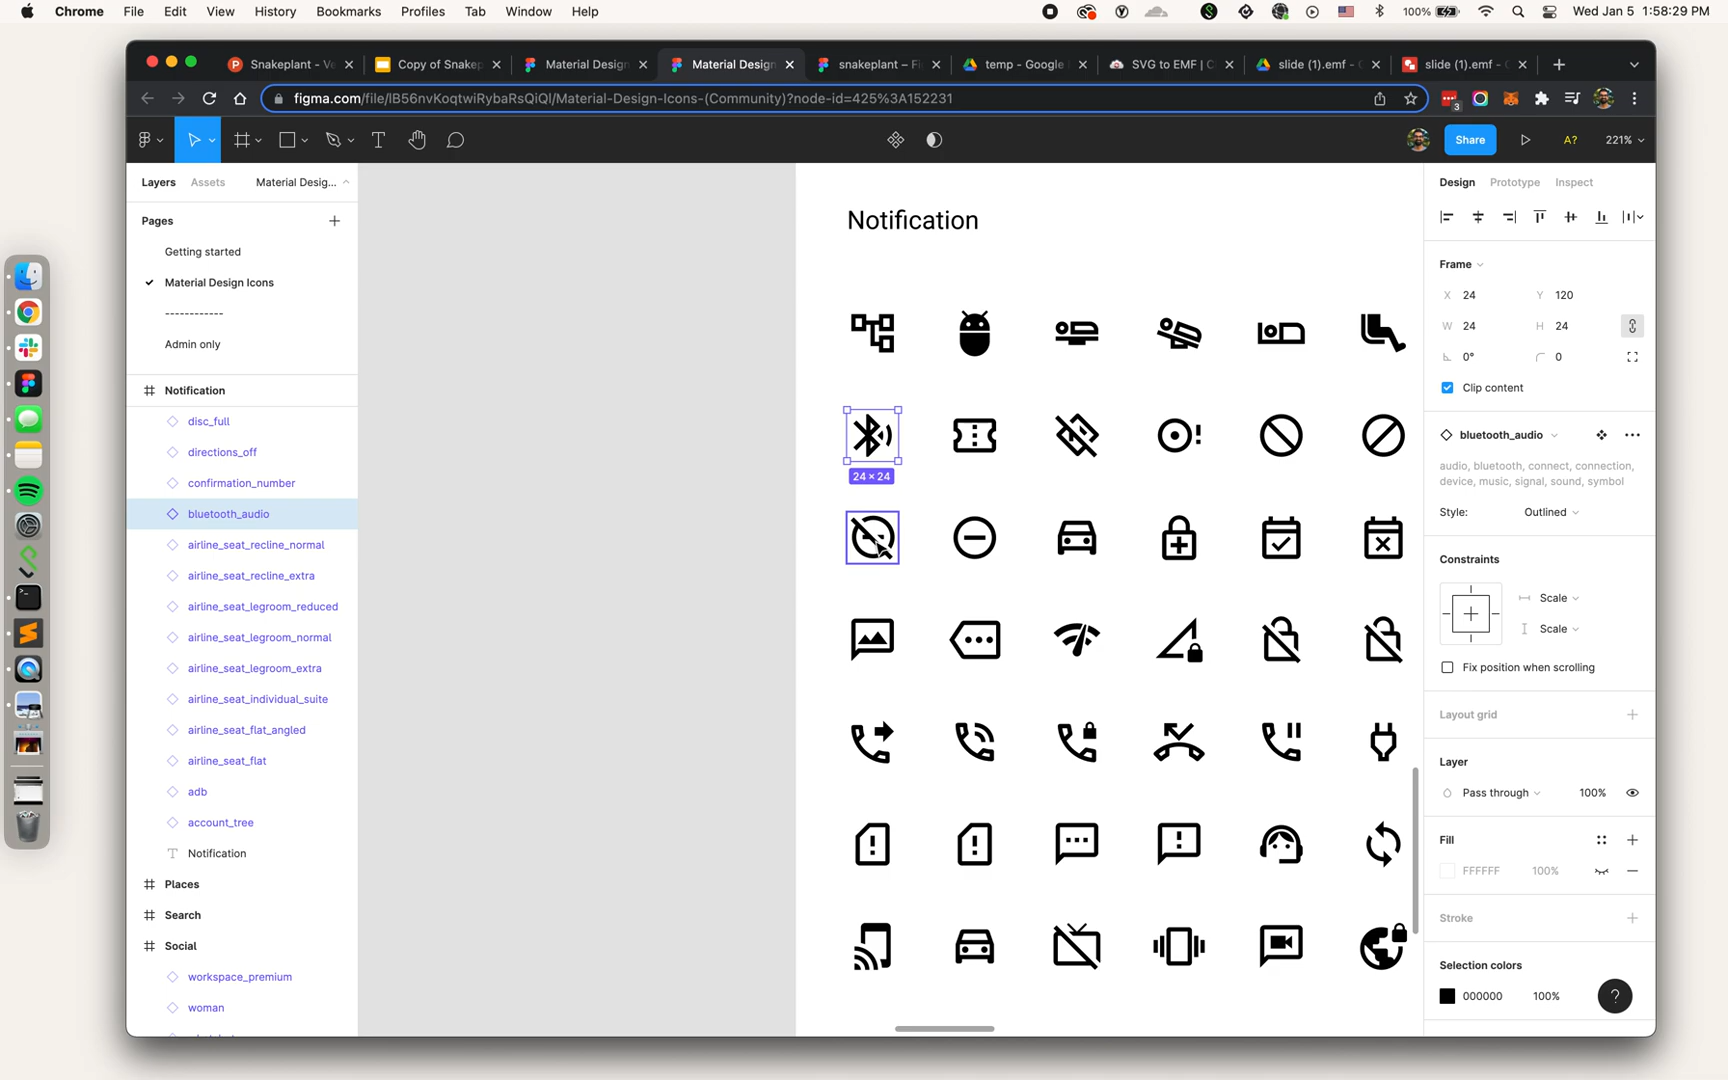 Chrome File Edit View History Bookmarks Profiles Tab Window Help
100% Wed Jan 5 1:58:29 PM
Snakeplant - Ve
Copy of Snakep
Material Design
Material Design
snakeplant – Fi
temp - Google
SVG to EMF | C
slide (1).emf -
slide (1).emf -
figma.com/file/IB56nvKoqtwiRybaRsQiQl/Material-Design-Icons-(Community)?node-id=425%3A152231
3
T
Share
A?
221%
Layers Assets Material Desig...
Pages
Getting started
Material Design Icons
------------
Admin only
Notification
disc_full
directions_off
confirmation_number
bluetooth_audio
airline_seat_recline_normal
airline_seat_recline_extra
airline_seat_legroom_reduced
airline_seat_legroom_normal
airline_seat_legroom_extra
airline_seat_individual_suite
airline_seat_flat_angled
airline_seat_flat
adb
account_tree
T Notification
Places
Search
Social
workspace_premium
woman
Notification
24 × 24
Design Prototype Inspect
Frame
X 24 Y 120
W 24 H 24
0° 0
Clip content
bluetooth_audio
audio, bluetooth, connect, connection,
device, music, signal, sound, symbol
Style: Outlined
Constraints
Scale
Scale
Fix position when scrolling
Layout grid
Layer
Pass through 100%
Fill
FFFFFF 100%
Stroke
Selection colors
000000 100%
?